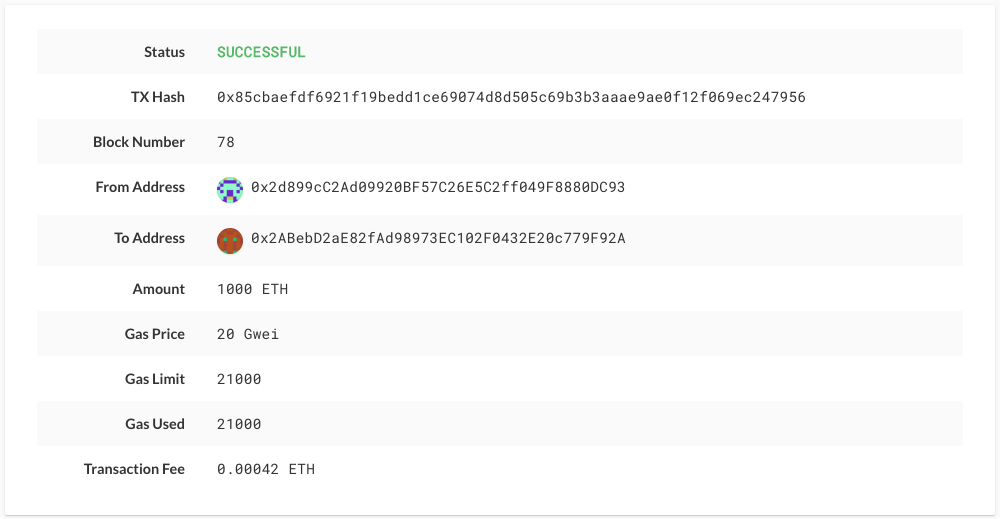 Status SUCCESSFUL
TX Hash 0x85cbaefdf6921f19bedd1ce69074d8d505c69b3b3aaae9ae0f12f069ec247956
Block Number 78
From Address 0x2d899cC2Ad09920BF57C26E5C2ff049F8880DC93
To Address 0x2ABebD2aE82fAd98973EC102F0432E20c779F92A
Amount 1000 ETH
Gas Price 20 Gwei
Gas Limit 21000
Gas Used 21000
Transaction Fee 0.00042 ETH